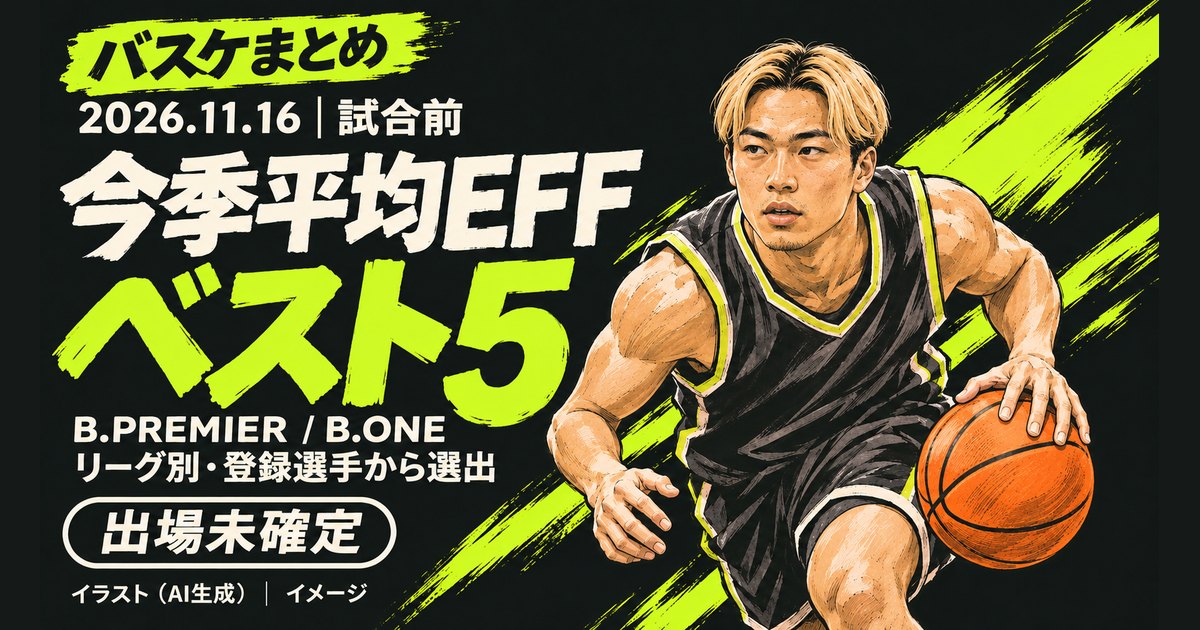 バスケまとめ
2026.11.16｜試合前
今季平均EFF
ベスト5
B.PREMIER / B.ONE
リーグ別・登録選手から選出
出場未確定
イラスト（AI生成）｜ イメージ